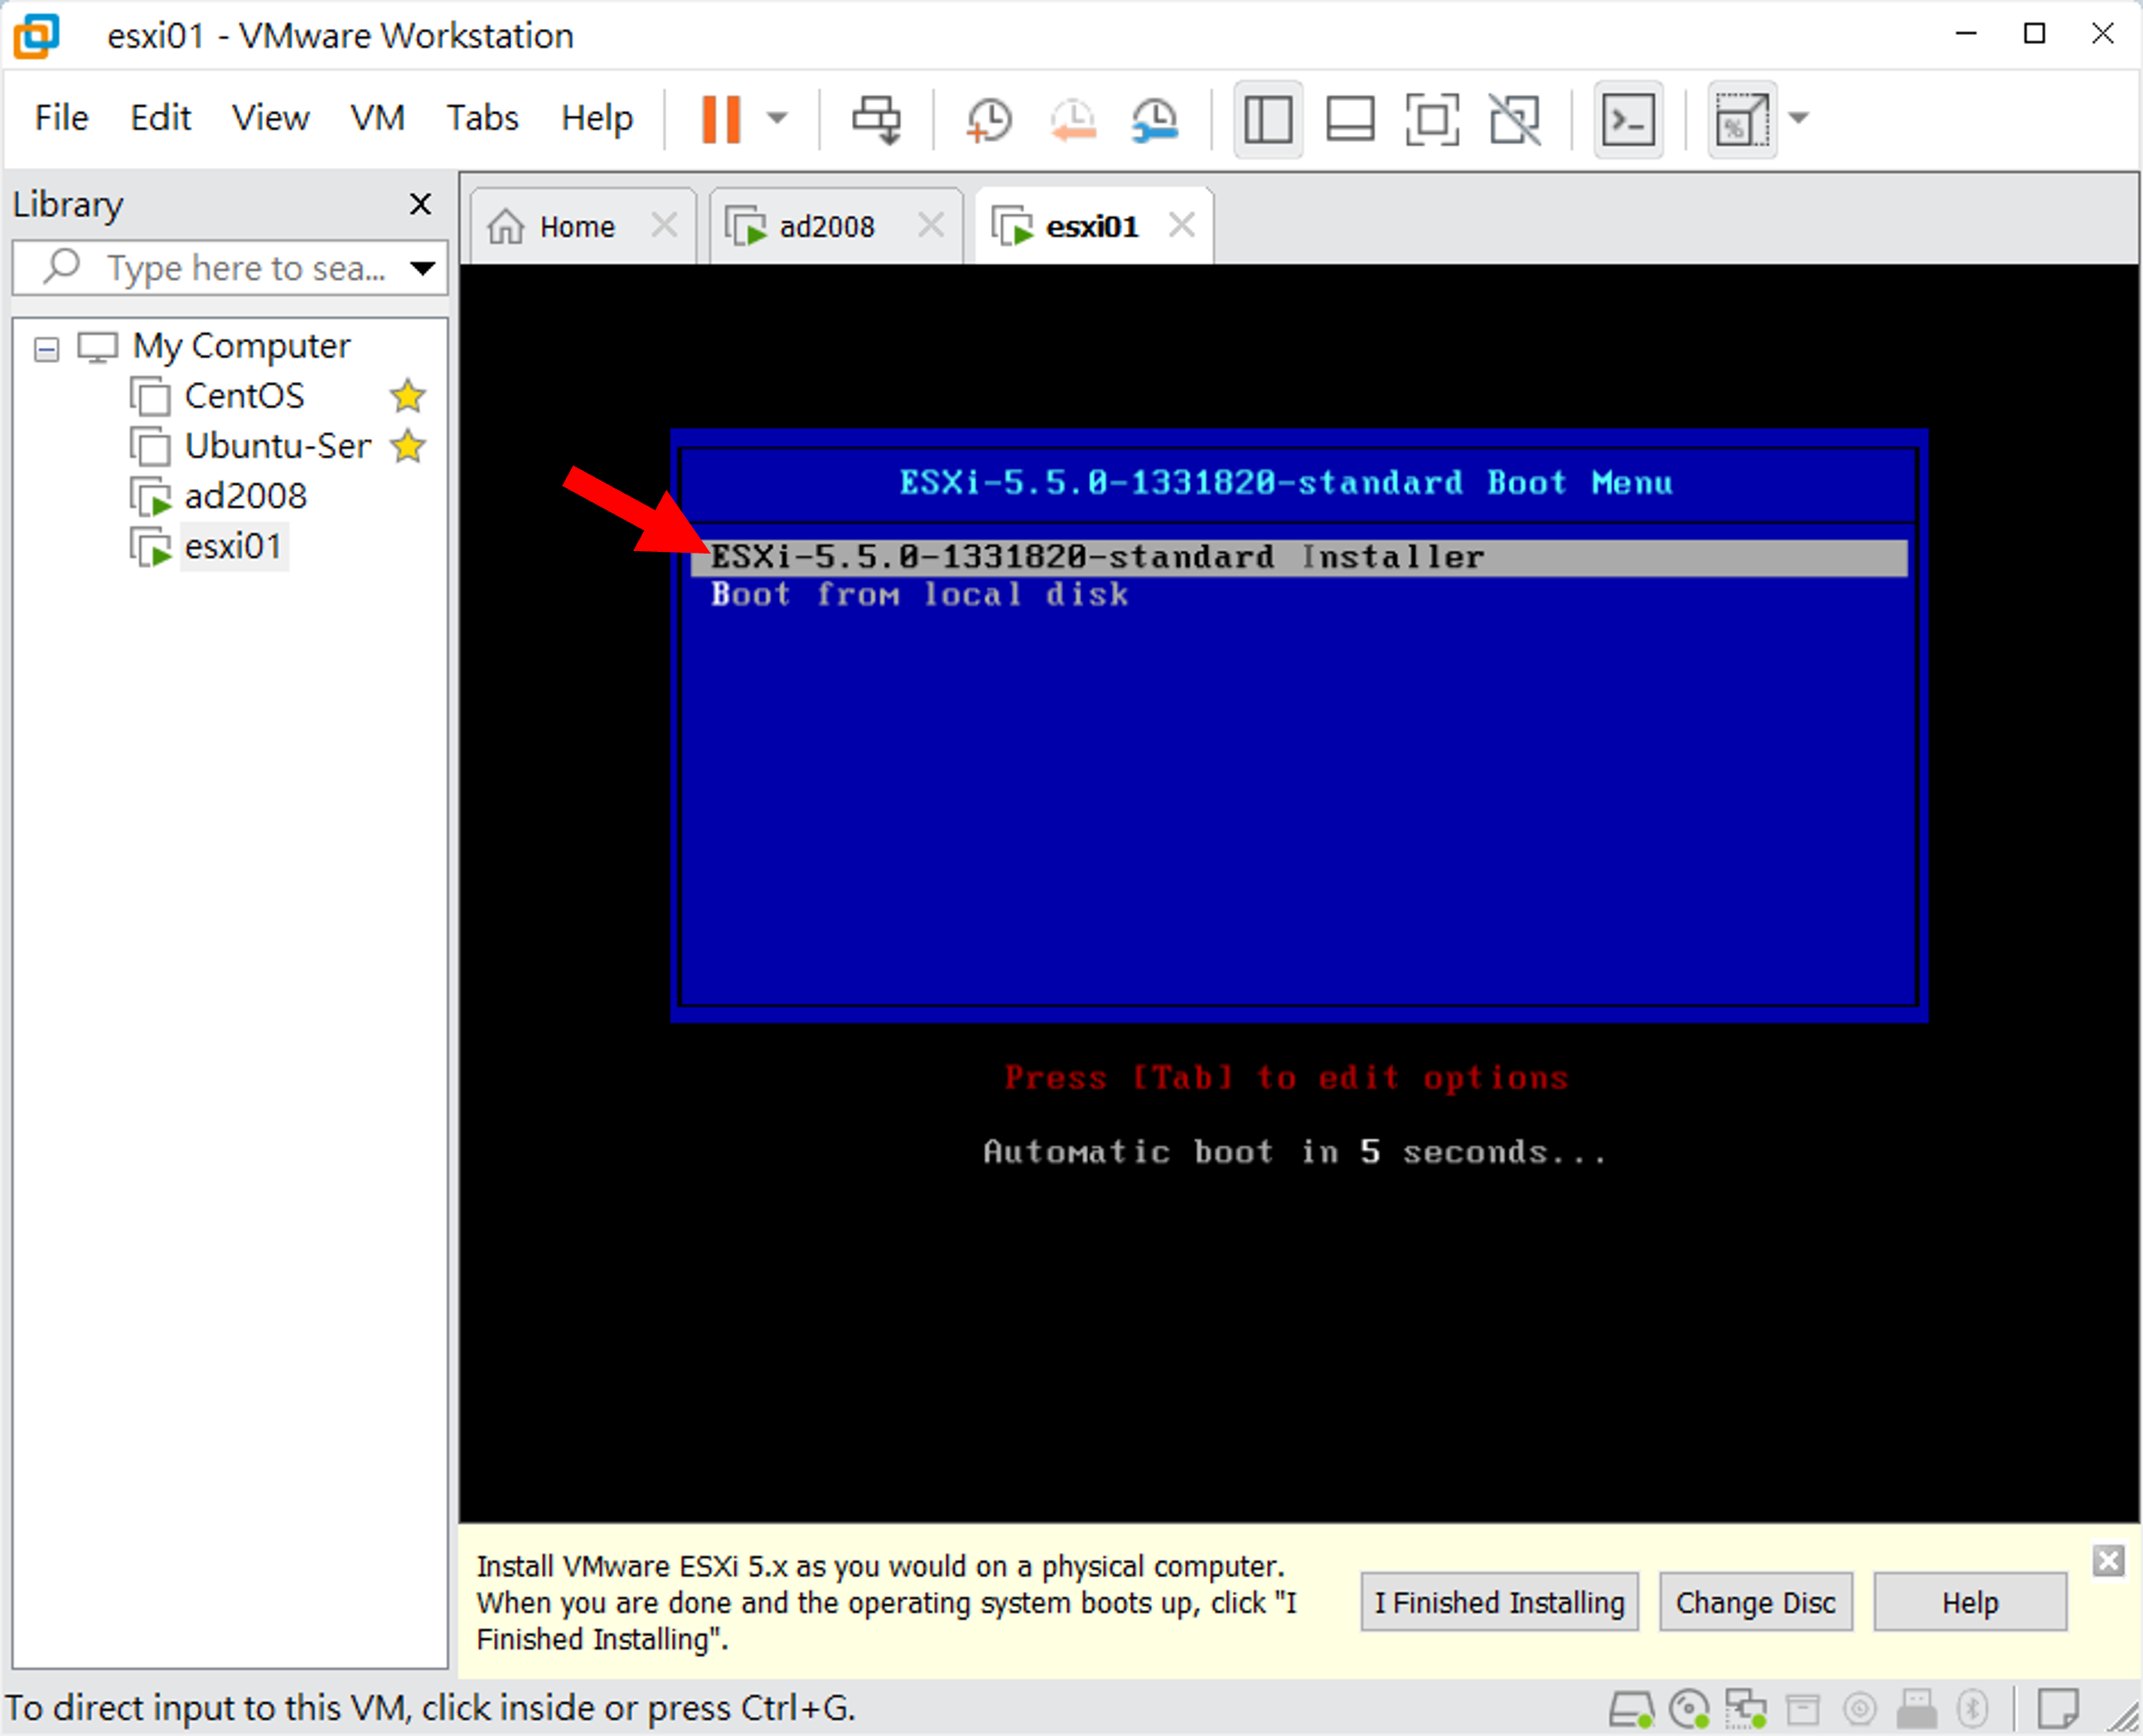 esxi01 - VMware Workstation
File Edit View VM Tabs Help
Library
Type here to sea...
My Computer
CentOS
Ubuntu-Ser
ad2008
esxi01
Home
ad2008
esxi01
ESXi-5.5.0-1331820-standard Boot Menu
ESXi-5.5.0-1331820-standard Installer
Boot from local disk
Press [Tab] to edit options
Automatic boot in 5 seconds...
Install VMware ESXi 5.x as you would on a physical computer.
When you are done and the operating system boots up, click "I
Finished Installing".
I Finished Installing
Change Disc
Help
To direct input to this VM, click inside or press Ctrl+G.